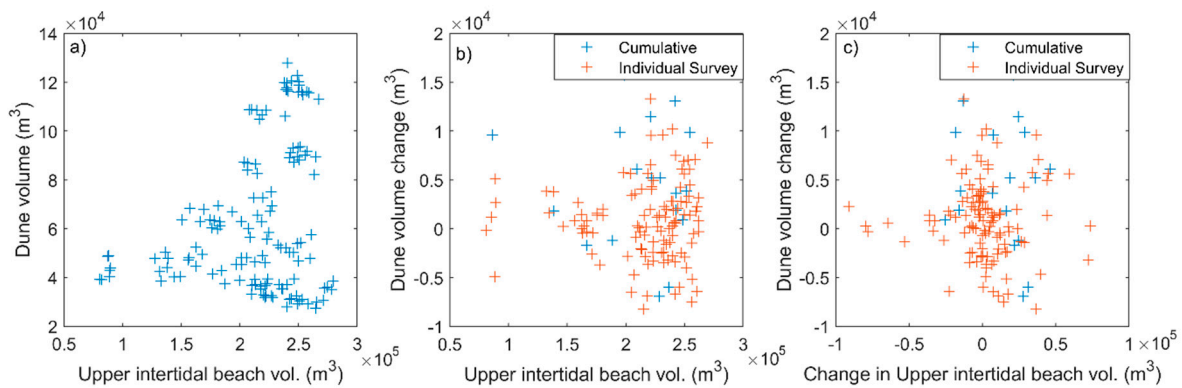 ×10⁴
a)
Dune volume (m³)
14
12
10
8
6
4
2
0.5 1 1.5 2 2.5 3
×10⁵
Upper intertidal beach vol. (m³)
×10⁴
b)
Cumulative
Individual Survey
Dune volume change (m³)
2
1.5
1
0.5
0
-0.5
-1
0.5 1 1.5 2 2.5 3
×10⁵
Upper intertidal beach vol. (m³)
×10⁴
c)
Cumulative
Individual Survey
Dune volume change (m³)
2
1.5
1
0.5
0
-0.5
-1
-1 -0.5 0 0.5 1
×10⁵
Change in Upper intertidal beach vol. (m³)